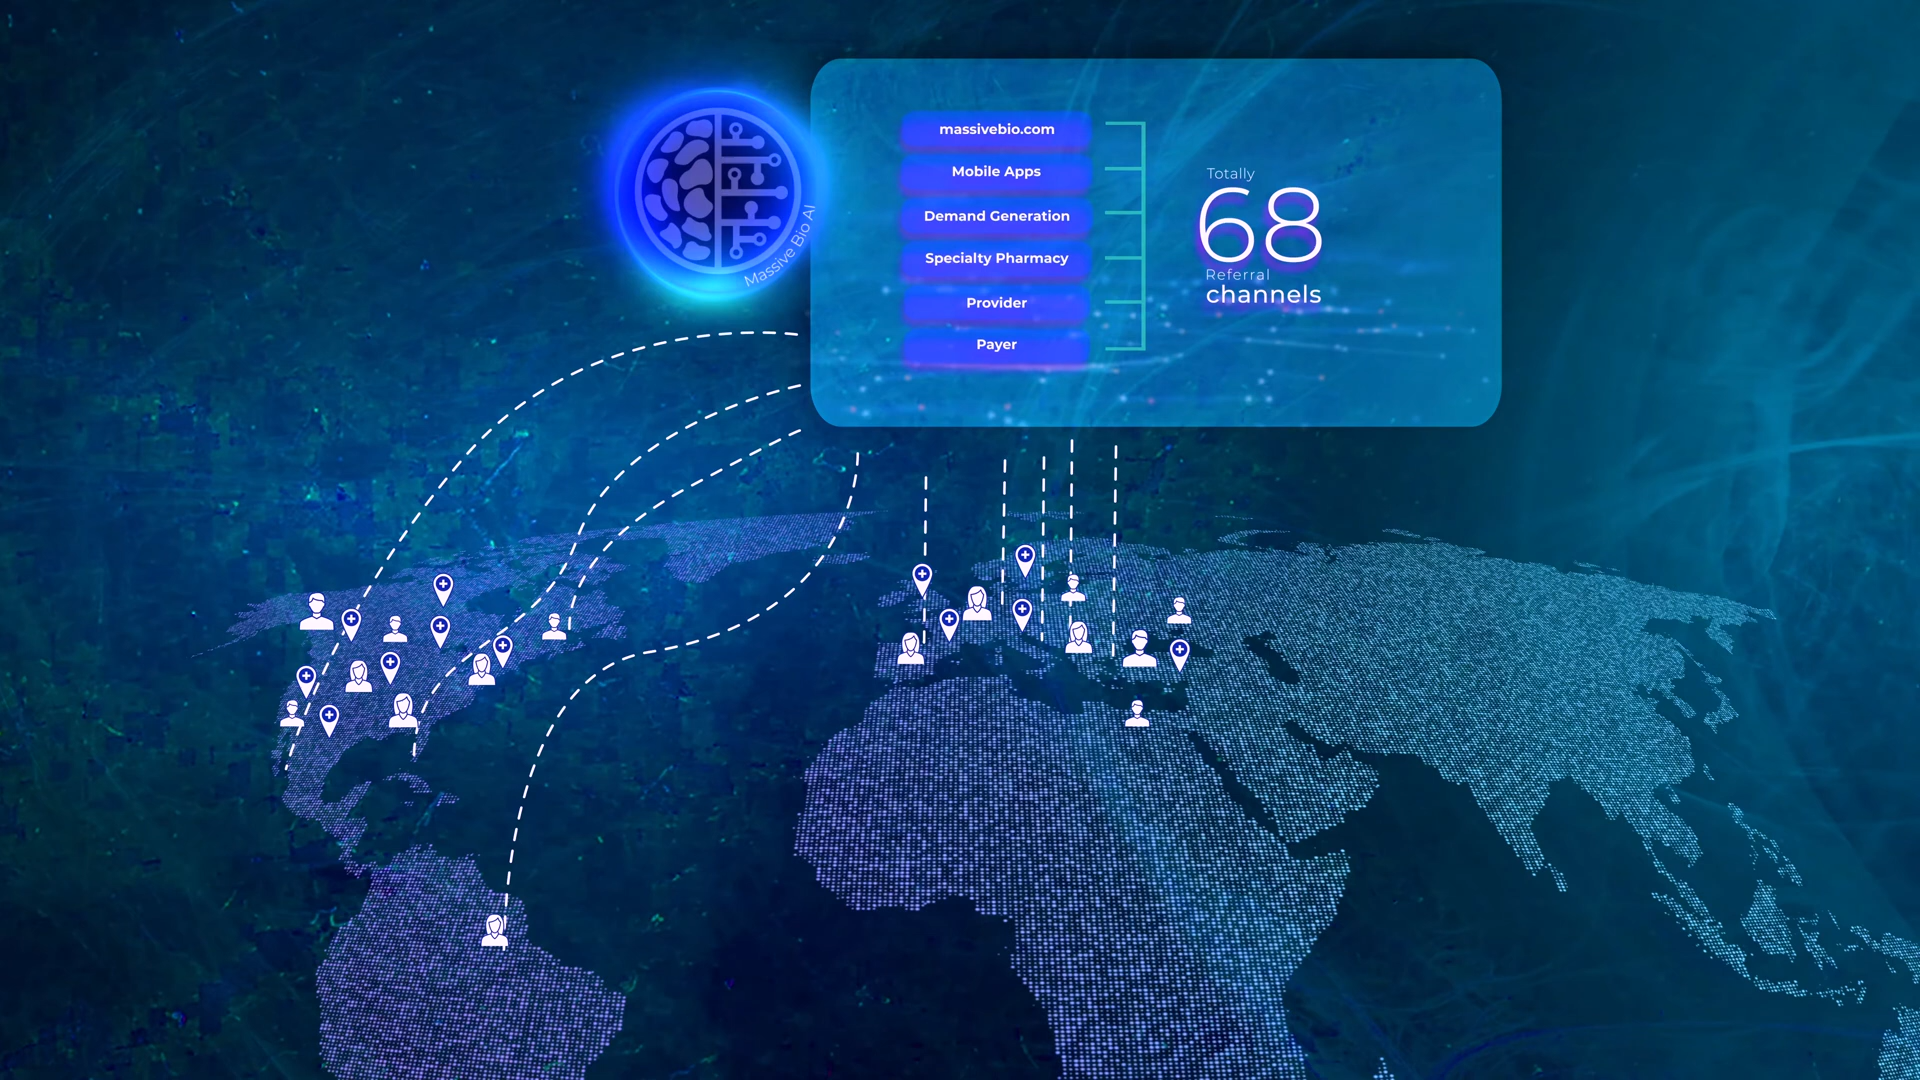 massivebio.com
Mobile Apps
Demand Generation
Specialty Pharmacy
Provider
Payer
Totally
68
Referral
channels
Massive Bio AI